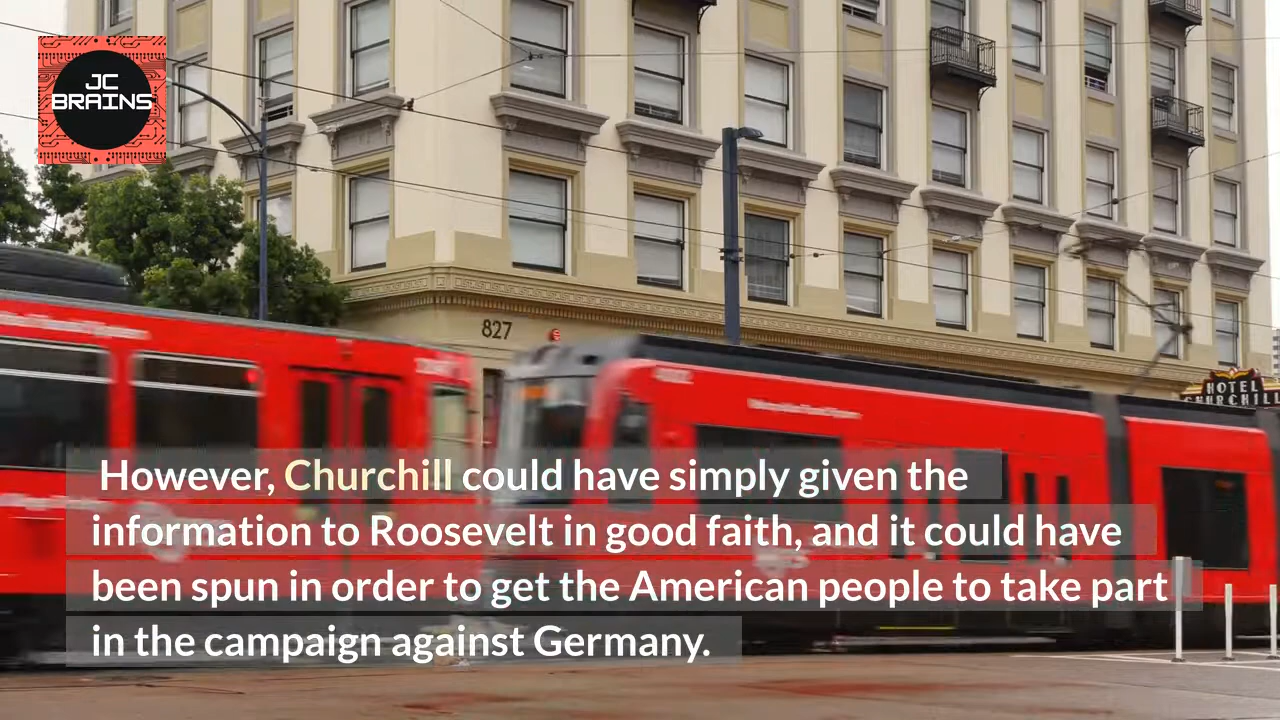 JC
BRAINS
827
HOTEL
CHURCHILL
However, Churchill could have simply given the
information to Roosevelt in good faith, and it could have
been spun in order to get the American people to take part
in the campaign against Germany.